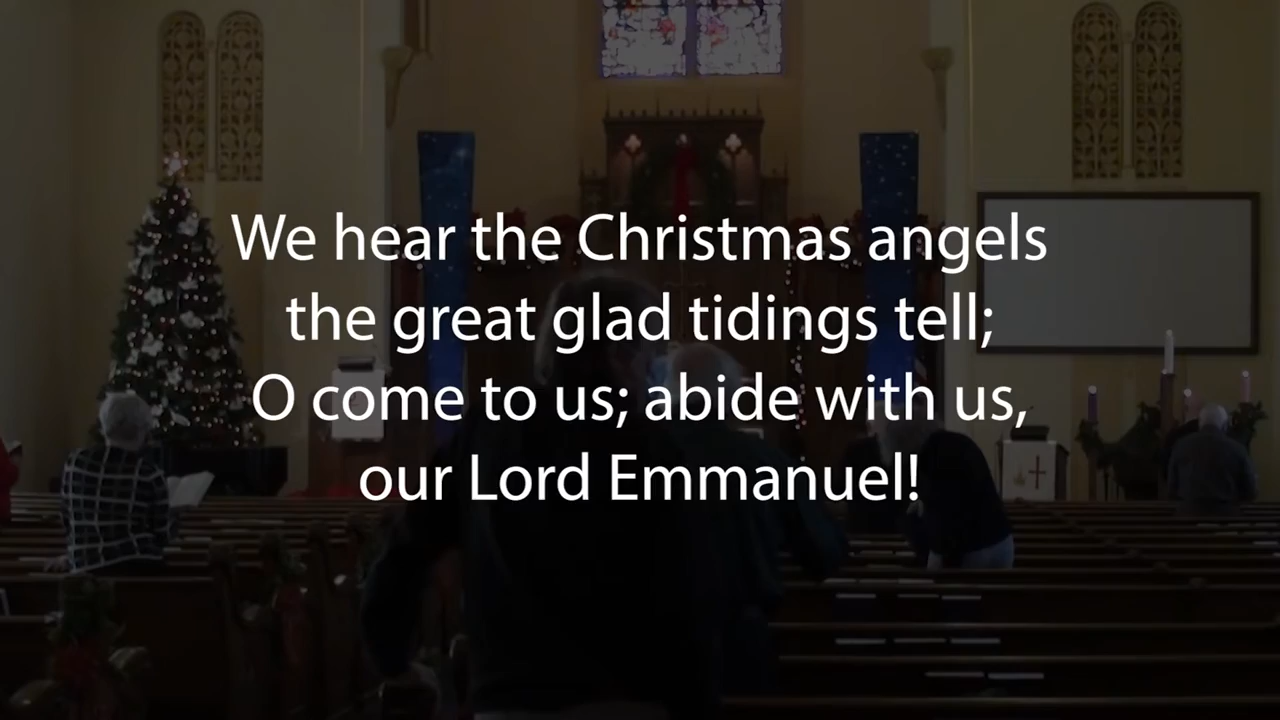 We hear the Christmas angels
the great glad tidings tell;
O come to us; abide with us,
our Lord Emmanuel!